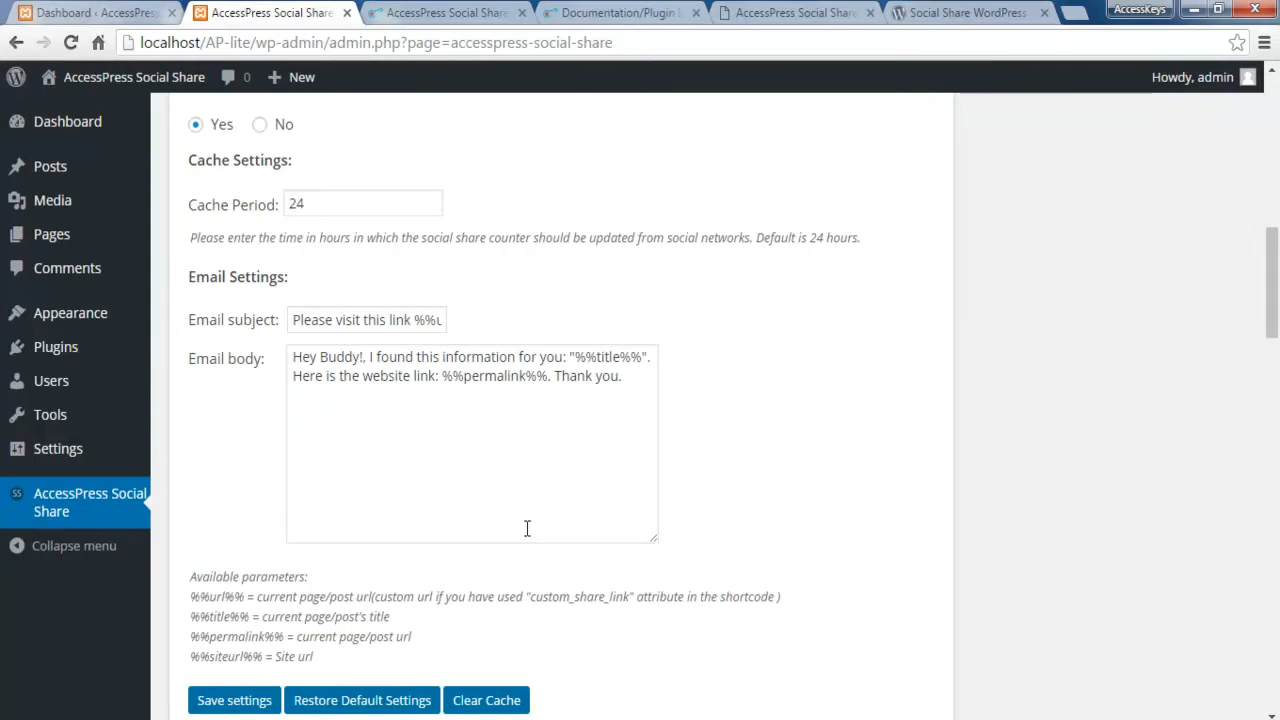 Dashboard ‹ AccessPress
AccessPress Social Share
AccessPress Social Share
Documentation/Plugin
AccessPress Social Share
Social Share WordPress
AccessKeys
localhost/AP-lite/wp-admin/admin.php?page=accesspress-social-share
AccessPress Social Share
0
New
Howdy, admin
Dashboard
Posts
Media
Pages
Comments
Appearance
Plugins
Users
Tools
Settings
SS
AccessPress Social
Share
Collapse menu
Yes
No
Cache Settings:
Cache Period: 24
Please enter the time in hours in which the social share counter should be updated from social networks. Default is 24 hours.
Email Settings:
Email subject: Please visit this link %%u
Email body:
Hey Buddy!, I found this information for you: "%%title%%".
Here is the website link: %%permalink%%. Thank you.
Available parameters:
%%url%% = current page/post url(custom url if you have used "custom_share_link" attribute in the shortcode )
%%title%% = current page/post's title
%%permalink%% = current page/post url
%%siteurl%% = Site url
Save settings
Restore Default Settings
Clear Cache